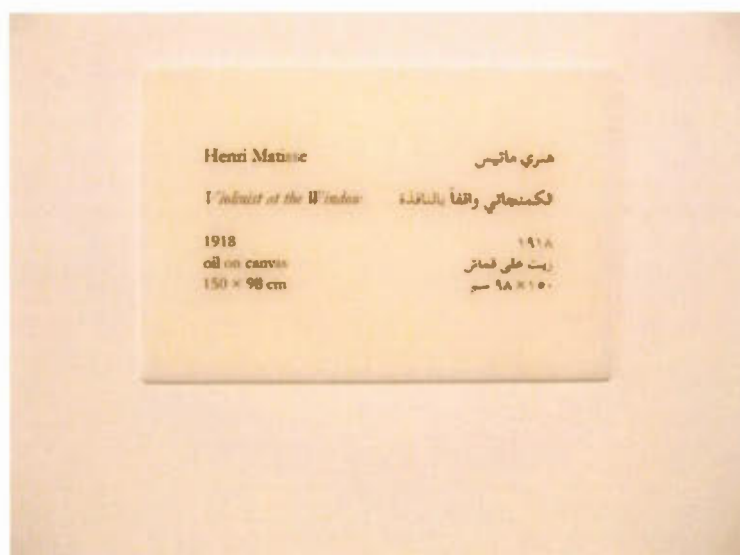 Henri Matisse
Violinist at the Window
1918
oil on canvas
150 × 98 cm
هنري ماتيس
الكمنجاتي واقفاً بالنافذة
١٩١٨
زيت على قماش
١٥٠ × ٩٨ سم